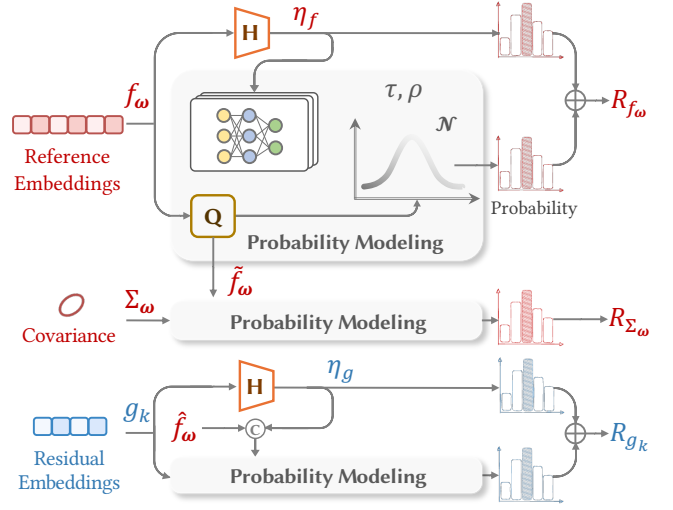 H
η_f
f_ω
τ, ρ
𝒩
R_{f_ω}
Reference
Embeddings
Probability
Q
Probability Modeling
f̃_ω
Σ_ω
Covariance
Probability Modeling
R_{Σ_ω}
H
η_g
g_k
f̂_ω
C
R_{g_k}
Residual
Embeddings
Probability Modeling